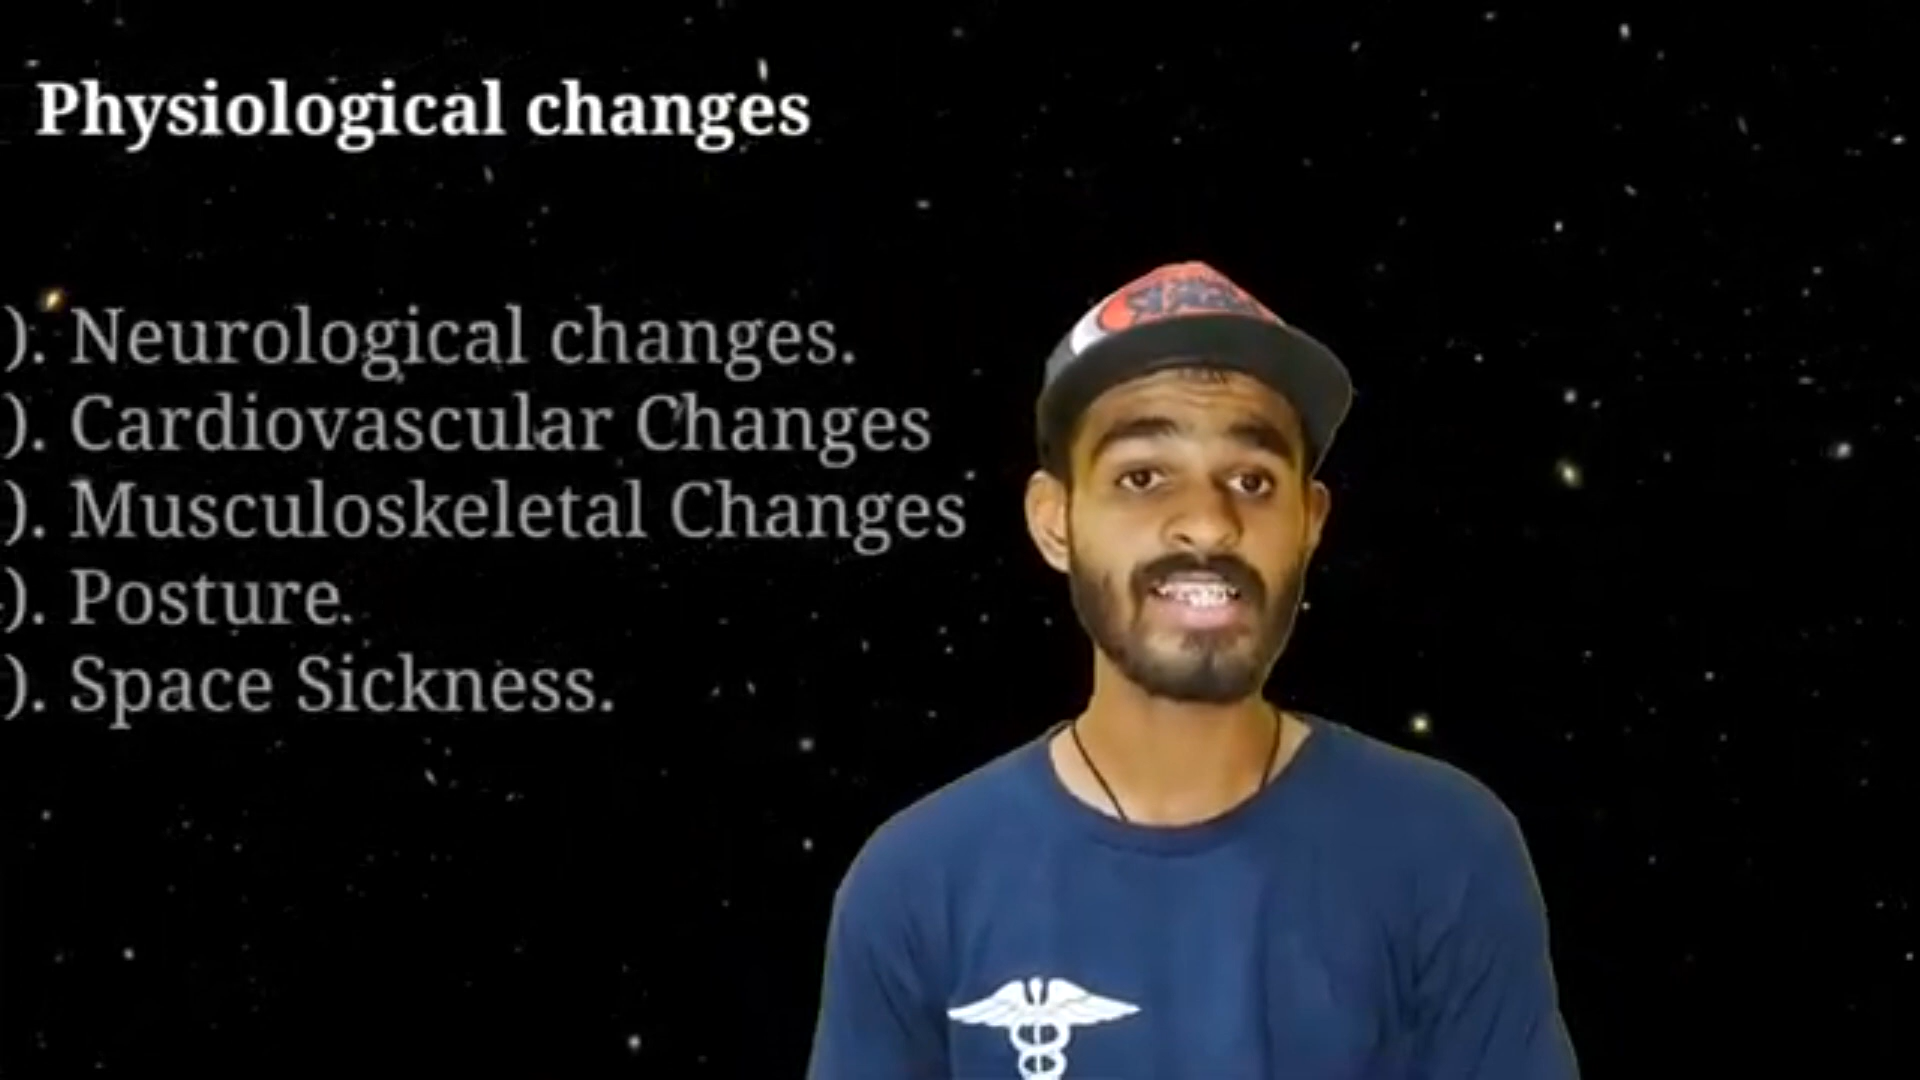 Physiological changes
). Neurological changes.
). Cardiovascular Changes
). Musculoskeletal Changes
). Posture.
). Space Sickness.